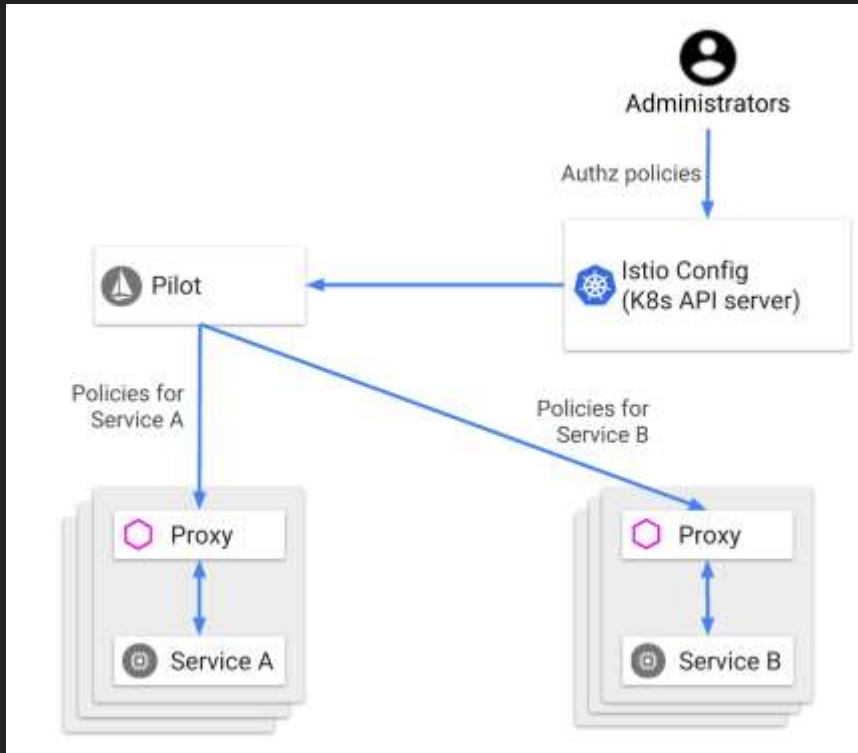 Administrators
Authz policies
Istio Config
(K8s API server)
Pilot
Policies for
Service A
Policies for
Service B
Proxy
Service A
Proxy
Service B